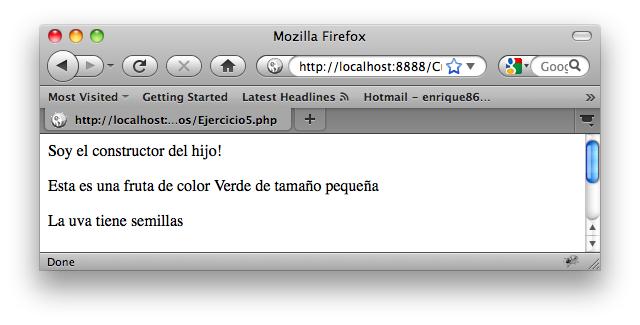 Mozilla Firefox
http://localhost:8888/C
Goog
Most Visited Getting Started Latest Headlines Hotmail - enrique86... »
http://localhost:...os/Ejercicio5.php +
Soy el constructor del hijo!
Esta es una fruta de color Verde de tamaño pequeña
La uva tiene semillas
Done